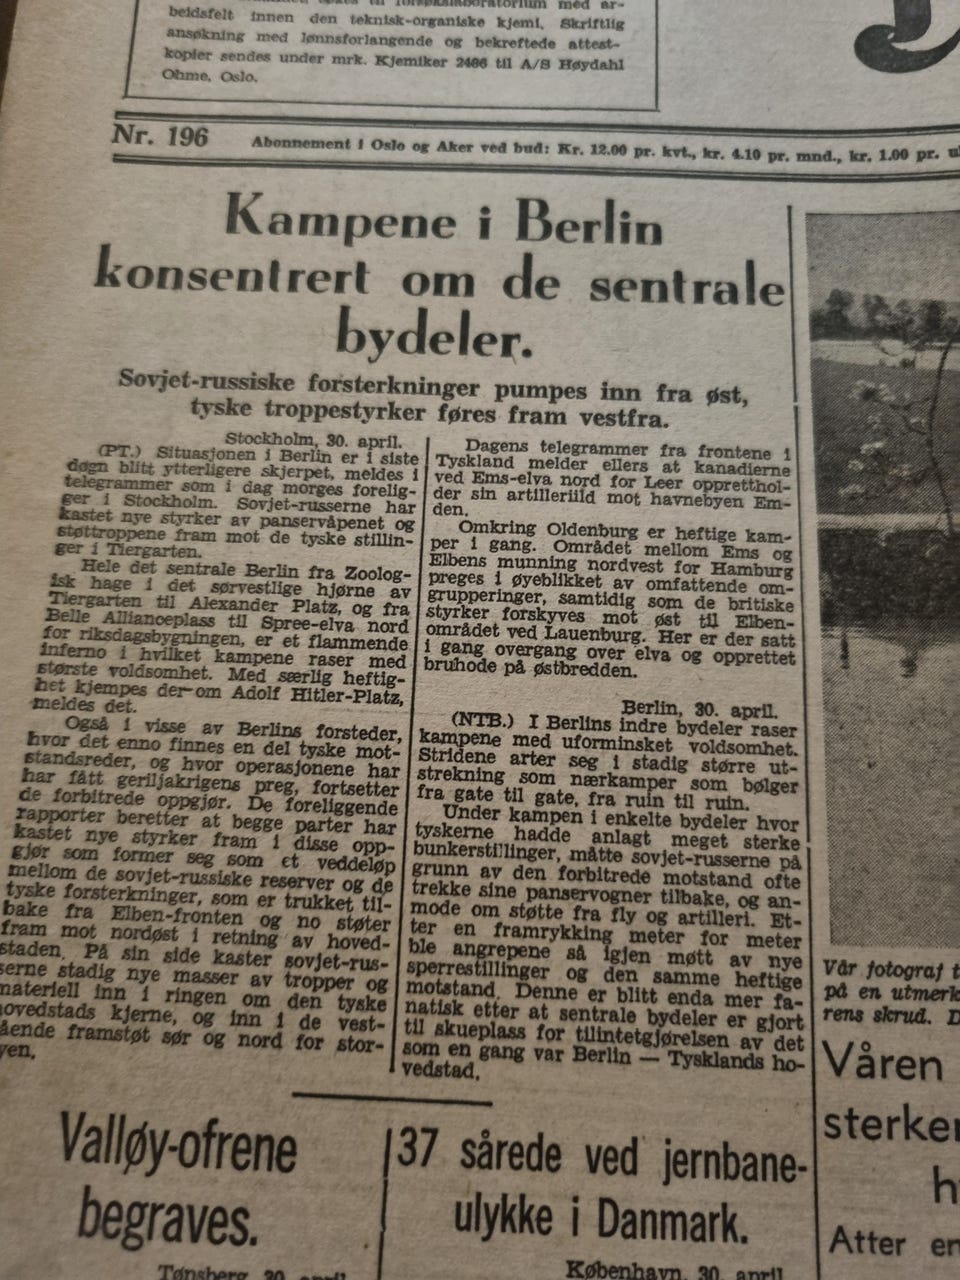 beidsfelt innen den teknisk-organiske kjemi. Skriftlig
ansøkning med lønnsforlangende og bekreftede attest-
kopier sendes under mrk. Kjemiker 2466 til A/S Høydahl
Ohme, Oslo.
Nr. 196
Abonnement i Oslo og Aker ved bud: Kr. 12.00 pr. kvt., kr. 4.10 pr. mnd., kr. 1.00 pr.
Kampene i Berlin
konsentrert om de sentrale
bydeler.
Sovjet-russiske forsterkninger pumpes inn fra øst,
tyske troppestyrker føres fram vestfra.
Stockholm, 30. april.
(PT.) Situasjonen i Berlin er i siste
døgn blitt ytterligere skjerpet, meldes i
telegrammer som i dag morges forelig-
ger i Stockholm. Sovjet-russerne har
kastet nye styrker av panservåpenet og
støttroppene fram mot de tyske stillin-
ger i Tiergarten.
Hele det sentrale Berlin fra Zoolog-
isk hage i det sørvestlige hjørne av
Tiergarten til Alexander Platz, og fra
Belle Allianceplass til Spree-elva nord
for riksdagsbygningen, er et flammende
inferno i hvilket kampene raser med
største voldsomhet. Med særlig heftig-
het kjempes der om Adolf Hitler-Platz,
meldes det.
Også i visse av Berlins forsteder,
hvor det enno finnes en del tyske mot-
standsreder, og hvor operasjonene har
har fått geriljakrigens preg, fortsetter
de forbitrede oppgjør. De foreliggende
rapporter beretter at begge parter har
kastet nye styrker fram i disse opp-
gjør som former seg som et veddeløp
mellom de sovjet-russiske reserver og de
tyske forsterkninger, som er trukket til-
bake fra Elben-fronten og no støter
fram mot nordøst i retning av hoved-
staden. På sin side kaster sovjet-rus-
serne stadig nye masser av tropper og
materiell inn i ringen om den tyske
hovedstads kjerne, og inn i de vest-
gående framstøt sør og nord for stor-
yen.
Dagens telegrammer fra frontene i
Tyskland melder ellers at kanadierne
ved Ems-elva nord for Leer oppretthol-
der sin artilleriild mot havnebyen Em-
den.
Omkring Oldenburg er heftige kam-
per i gang. Området mellom Ems og
Elbens munning nordvest for Hamburg
preges i øyeblikket av omfattende om-
grupperinger, samtidig som de britiske
styrker forskyves mot øst til Elben-
området ved Lauenburg. Her er der satt
i gang overgang over elva og opprettet
bruhode på østbredden.
Berlin, 30. april.
(NTB.) I Berlins indre bydeler raser
kampene med uforminsket voldsomhet.
Stridene arter seg i stadig større ut-
strekning som nærkamper som bølger
fra gate til gate, fra ruin til ruin.
Under kampen i enkelte bydeler hvor
tyskerne hadde anlagt meget sterke
bunkerstillinger, måtte sovjet-russerne på
grunn av den forbitrede motstand ofte
trekke sine panservogner tilbake, og an-
mode om støtte fra fly og artilleri. Et-
ter en framrykking meter for meter
ble angrepene så igjen møtt av nye
sperrestillinger og den samme heftige
motstand. Denne er blitt enda mer fa-
natisk etter at sentrale bydeler er gjort
til skueplass for tilintetgjørelsen av det
som en gang var Berlin — Tysklands ho-
vedstad.
Valløy-ofrene
begraves.
Tønsberg, 30. april
37 sårede ved jernbane-
ulykke i Danmark.
København, 30. april
Vår fotograf
på en utmerk
rens skrud.
Våren
sterke
Atter en